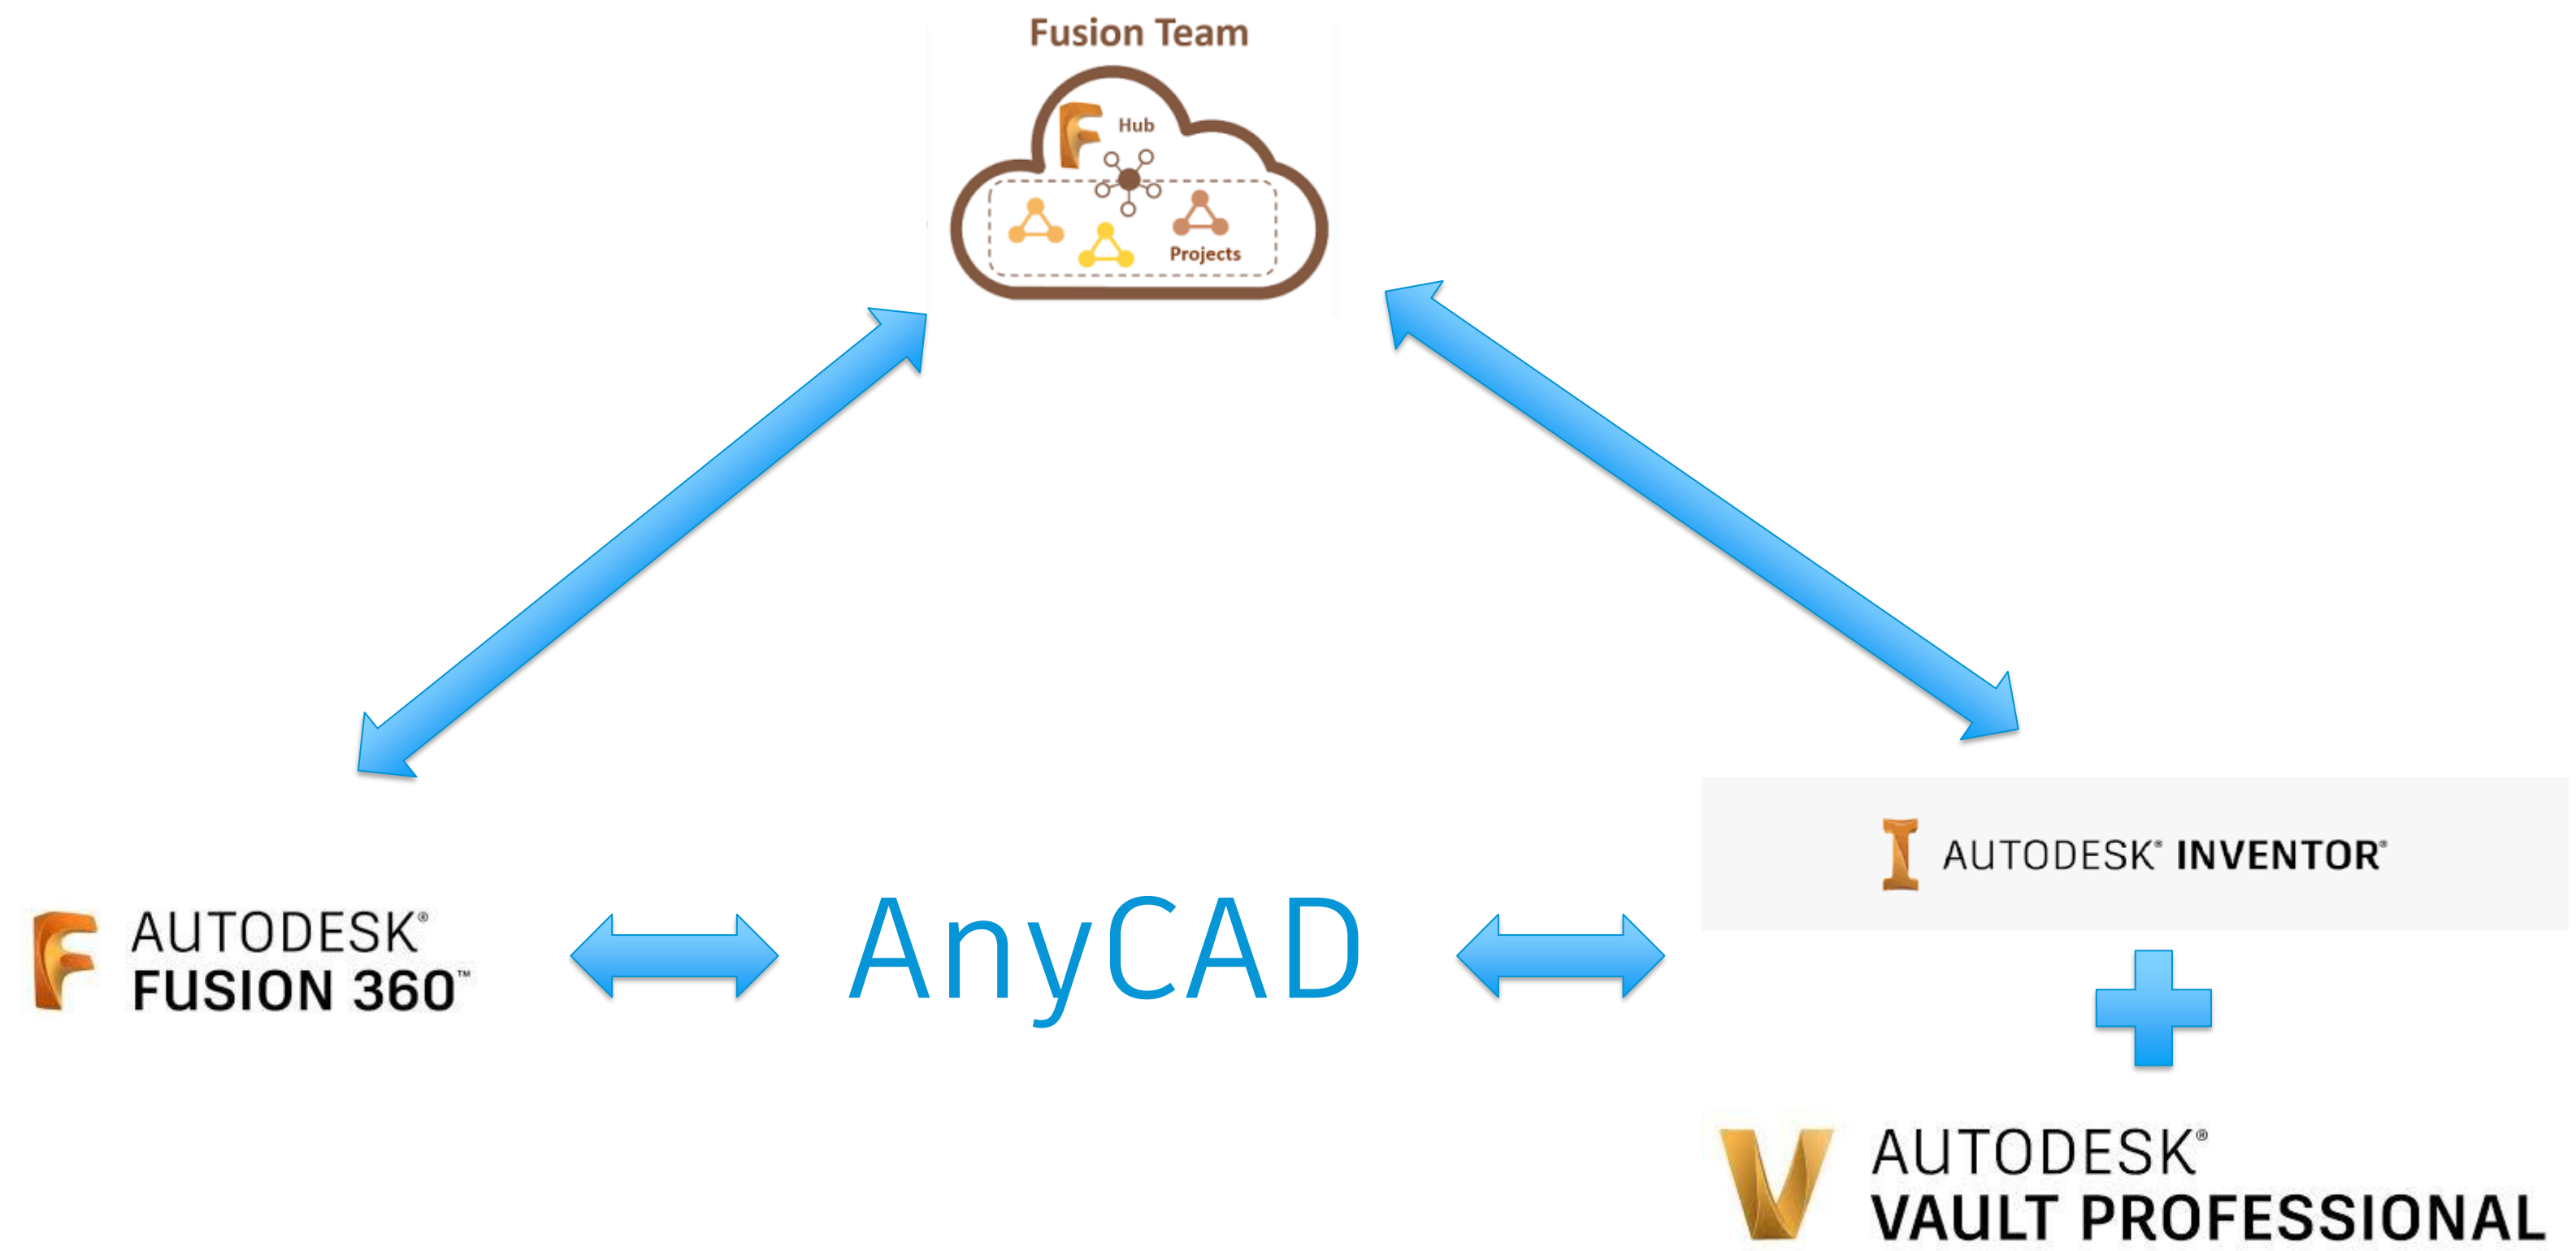 Fusion Team
Hub
Projects
AUTODESK®
FUSION 360™
AnyCAD
AUTODESK® INVENTOR®
AUTODESK®
VAULT PROFESSIONAL